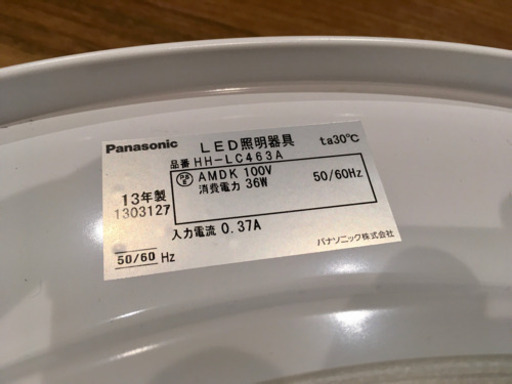 Panasonic LED照明器具 ta30℃
品番 HH-LC463A
13年製 AMDK 100V 50/60Hz
1303127 消費電力 36W
入力電流 0.37A
50/60 Hz パナソニック株式会社